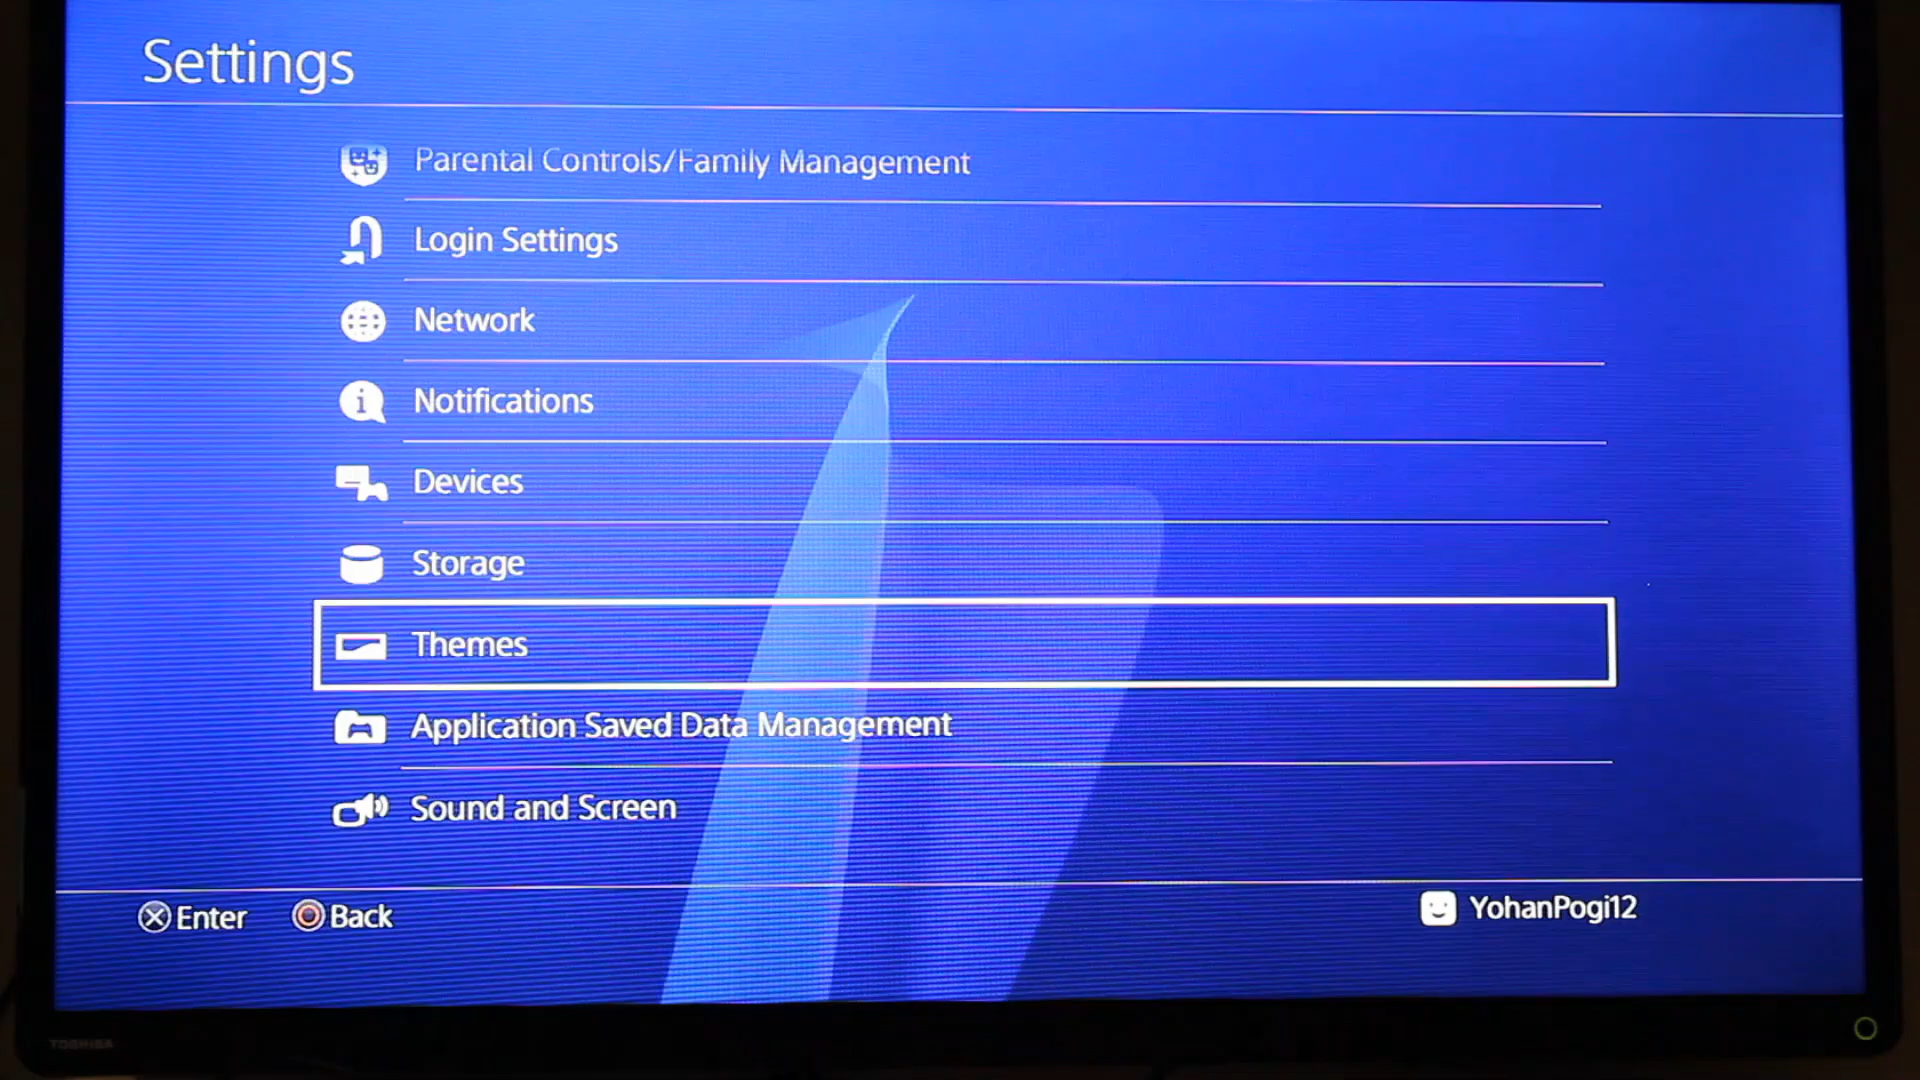 Settings
Parental Controls/Family Management
Login Settings
Network
Notifications
Devices
Storage
Themes
Application Saved Data Management
Sound and Screen
Enter
Back
YohanPogi12
TOSHIBA